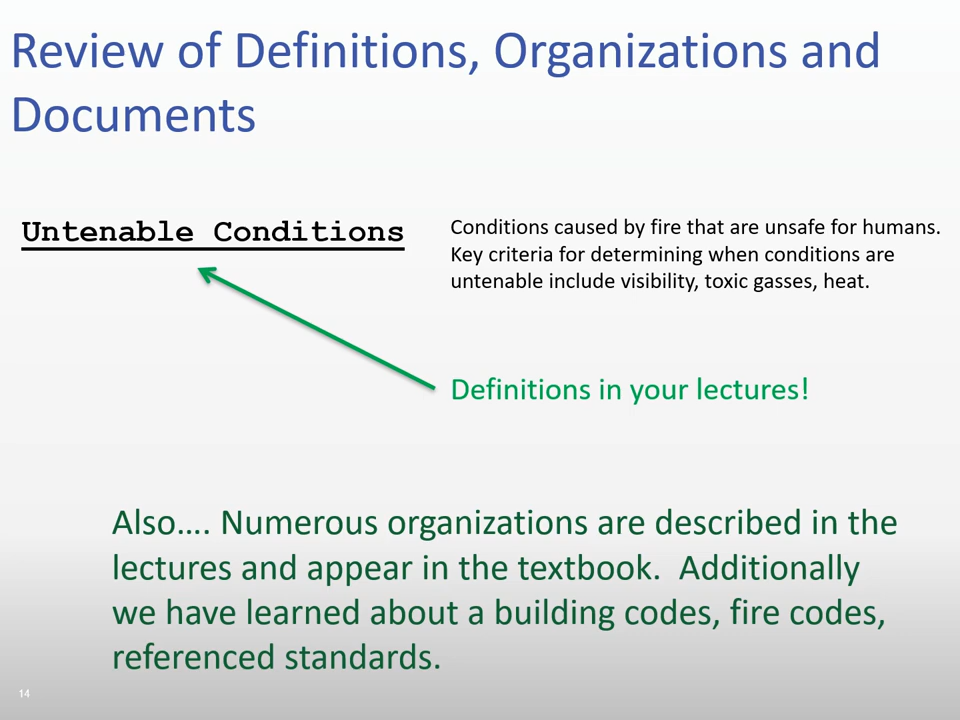 Review of Definitions, Organizations and
Documents
Untenable Conditions
Conditions caused by fire that are unsafe for humans.
Key criteria for determining when conditions are
untenable include visibility, toxic gasses, heat.
Definitions in your lectures!
Also…. Numerous organizations are described in the
lectures and appear in the textbook.  Additionally
we have learned about a building codes, fire codes,
referenced standards.
14